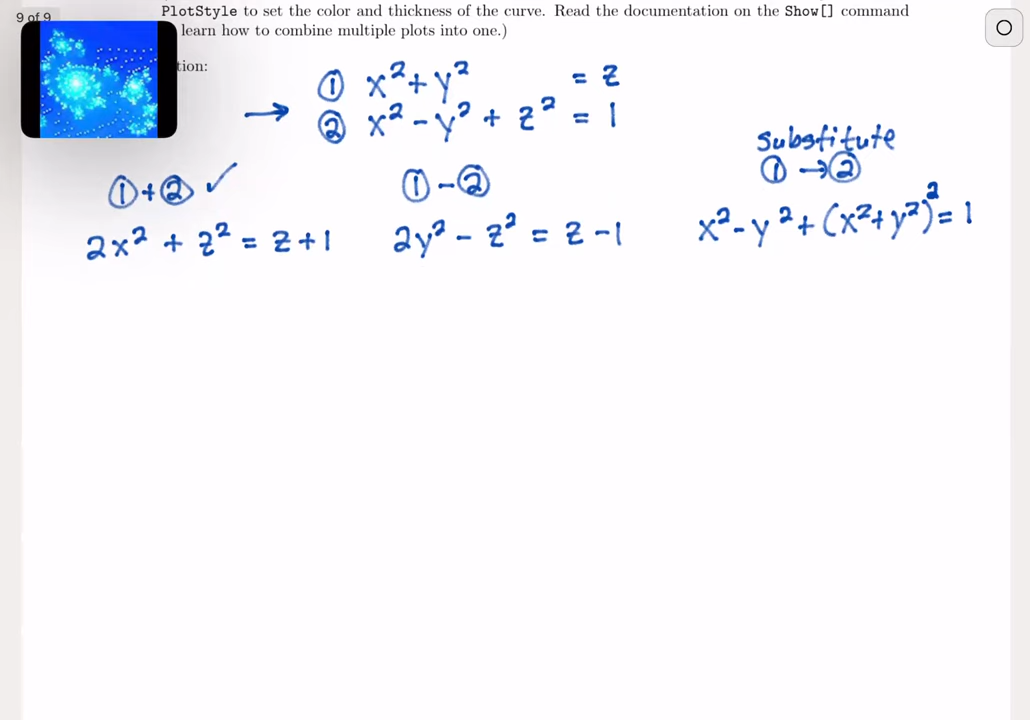 9 of 9
PlotStyle to set the color and thickness of the curve. Read the documentation on the Show[] command
learn how to combine multiple plots into one.)
tion:
① x²+y² = z
→ ② x² - y² + z² = 1
Substitute
① → ②
①+② ✓
①-②
2x² + z² = z+1
2y² - z² = z-1
x²-y²+(x²+y²)²=1